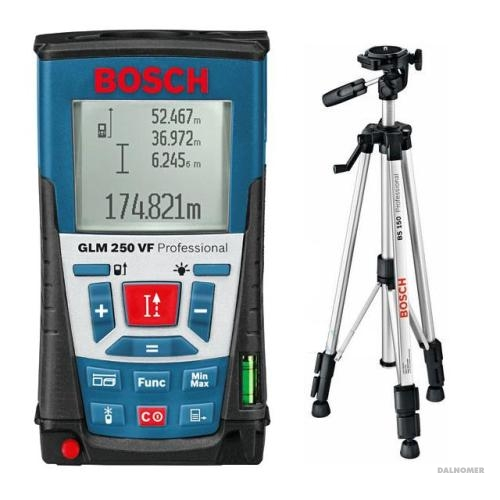 BOSCH
52.467m
36.972m
6.2456 m
174.821m
GLM 250 VF Professional
+
−
=
Func
Min
Max
C
BOSCH
BS 150 Professional
DALNOMER